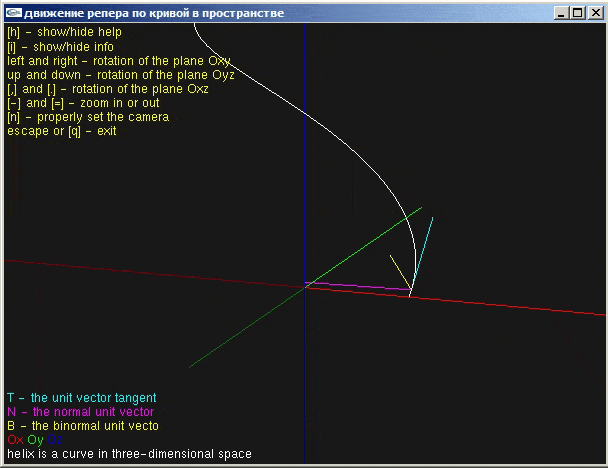 движение репера по кривой в пространстве
[h] - show/hide help
[i] - show/hide info
left and right - rotation of the plane Oxy
up and down - rotation of the plane Oyz
[,] and [.] - rotation of the plane Oxz
[-] and [=] - zoom in or out
[n] - properly set the camera
escape or [q] - exit
T - the unit vector tangent
N - the normal unit vector
B - the binormal unit vecto
Ox Oy Oz
helix is a curve in three-dimensional space